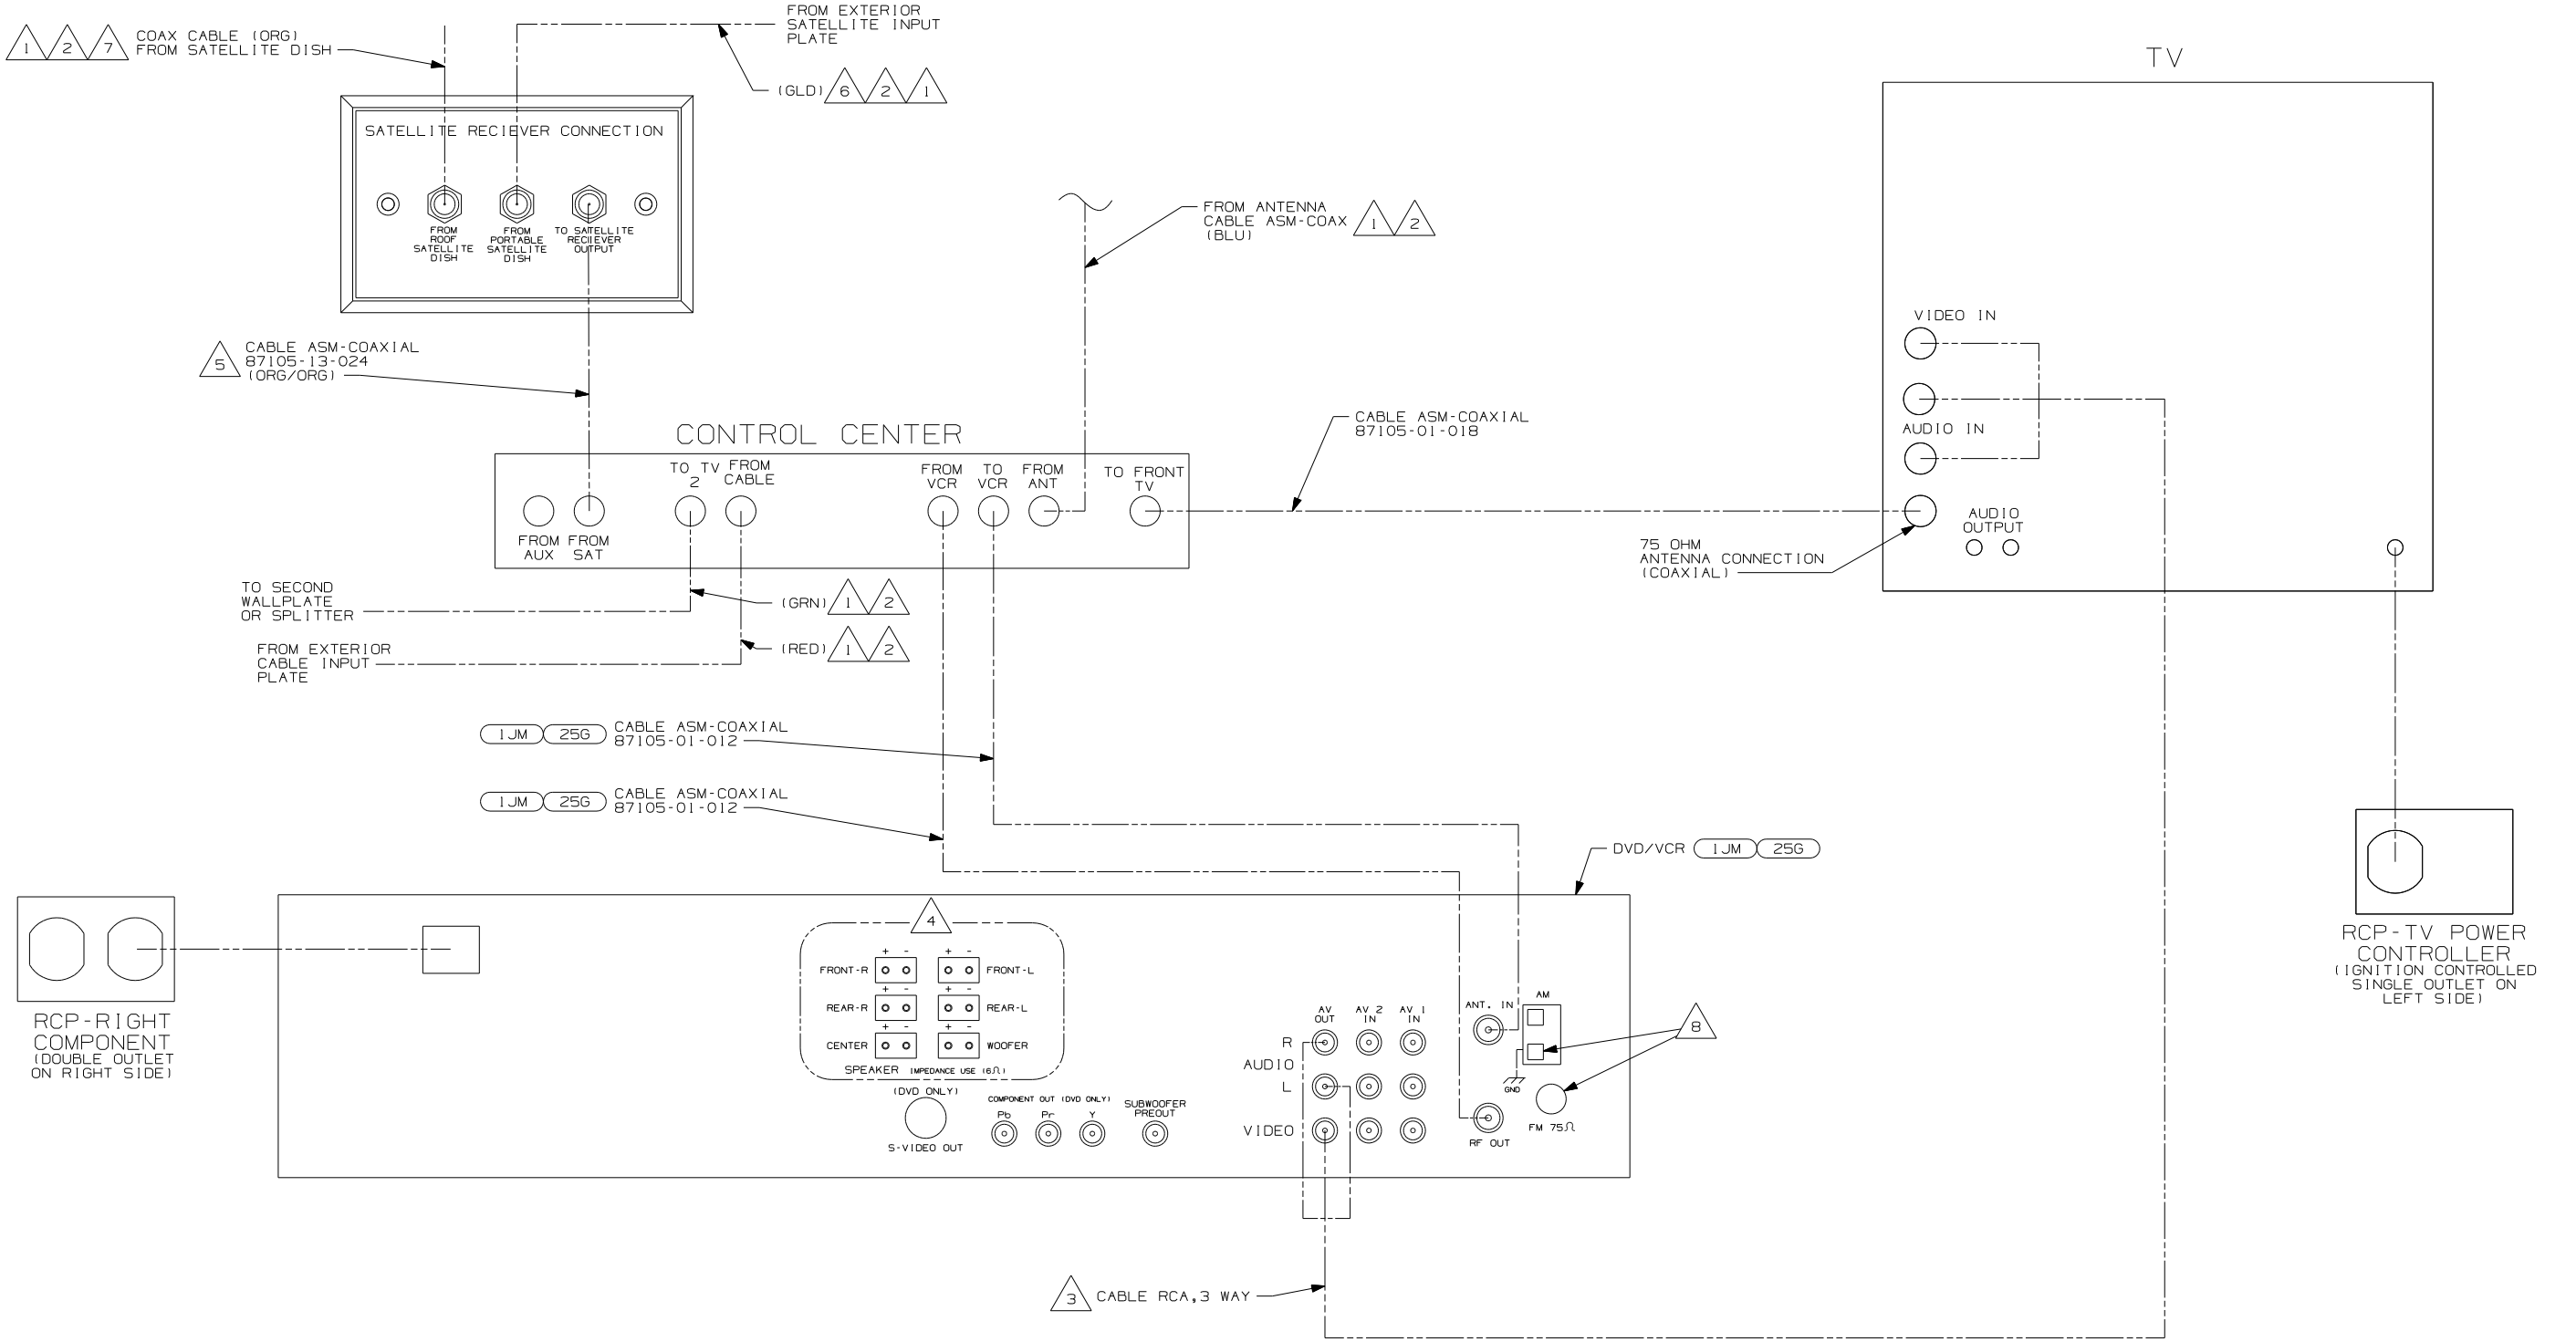 FROM EXTERIOR
SATELLITE INPUT
PLATE
1 2 7
COAX CABLE (ORG)
FROM SATELLITE DISH
(GLD) 6 2 1
SATELLITE RECIEVER CONNECTION
FROM
ROOF
SATELLITE
DISH
FROM
PORTABLE
SATELLITE
DISH
TO SATELLITE
RECIEVER
OUTPUT
FROM ANTENNA
CABLE ASM-COAX
(BLU)
1 2
5
CABLE ASM-COAXIAL
87105-13-024
(ORG/ORG)
CONTROL CENTER
FROM
AUX
FROM
SAT
TO TV
2
FROM
CABLE
FROM
VCR
TO
VCR
FROM
ANT
TO FRONT
TV
CABLE ASM-COAXIAL
87105-01-018
TV
VIDEO IN
AUDIO IN
AUDIO
OUTPUT
75 OHM
ANTENNA CONNECTION
(COAXIAL)
TO SECOND
WALLPLATE
OR SPLITTER
(GRN) 1 2
FROM EXTERIOR
CABLE INPUT
PLATE
(RED) 1 2
1JM 25G
CABLE ASM-COAXIAL
87105-01-012
1JM 25G
CABLE ASM-COAXIAL
87105-01-012
DVD/VCR 1JM 25G
RCP-TV POWER
CONTROLLER
(IGNITION CONTROLLED
SINGLE OUTLET ON
LEFT SIDE)
RCP-RIGHT
COMPONENT
(DOUBLE OUTLET
ON RIGHT SIDE)
4
+ - + -
FRONT-R FRONT-L
+ - + -
REAR-R REAR-L
+ - + -
CENTER WOOFER
SPEAKER IMPEDANCE USE (6Ω)
(DVD ONLY)
S-VIDEO OUT
COMPONENT OUT (DVD ONLY)
Pb Pr Y
SUBWOOFER
PREOUT
AV
OUT
AV 2
IN
AV 1
IN
R
AUDIO
L
VIDEO
ANT. IN
RF OUT
AM
GND
FM 75Ω
8
3
CABLE RCA,3 WAY